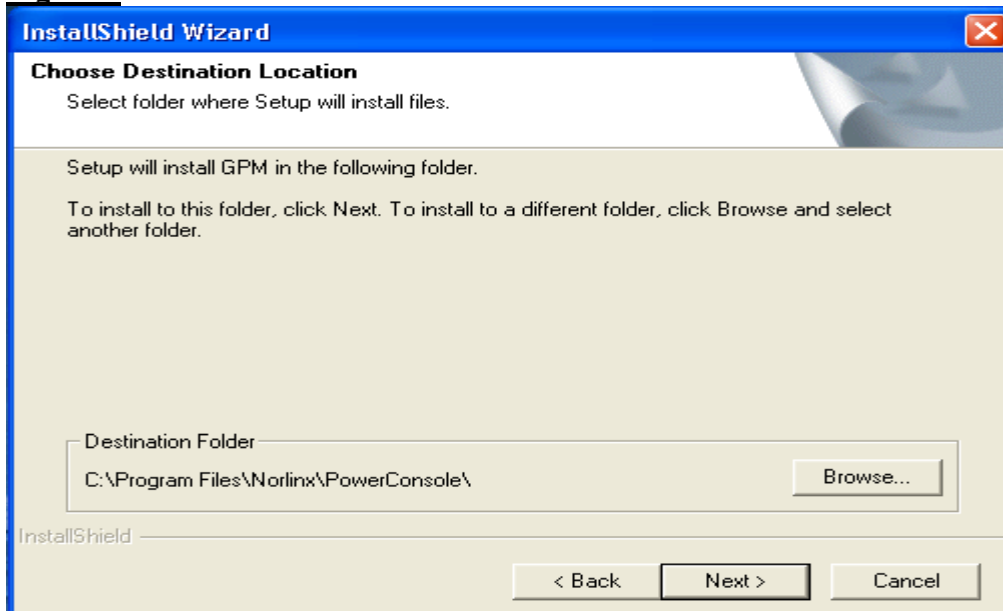 InstallShield Wizard
Choose Destination Location
Select folder where Setup will install files.
Setup will install GPM in the following folder.
To install to this folder, click Next. To install to a different folder, click Browse and select
another folder.
Destination Folder
C:\Program Files\Norlinx\PowerConsole\
Browse...
InstallShield
< Back
Next >
Cancel